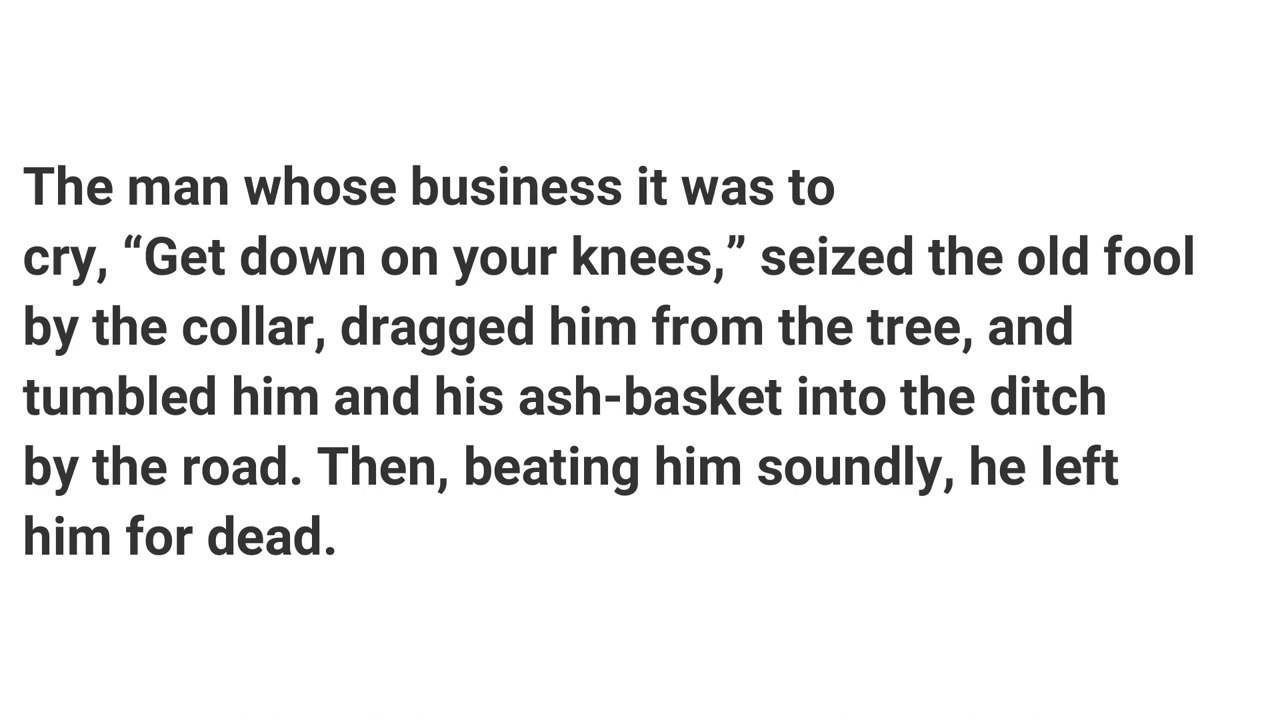 The man whose business it was to
cry, “Get down on your knees,” seized the old fool
by the collar, dragged him from the tree, and
tumbled him and his ash-basket into the ditch
by the road. Then, beating him soundly, he left
him for dead.